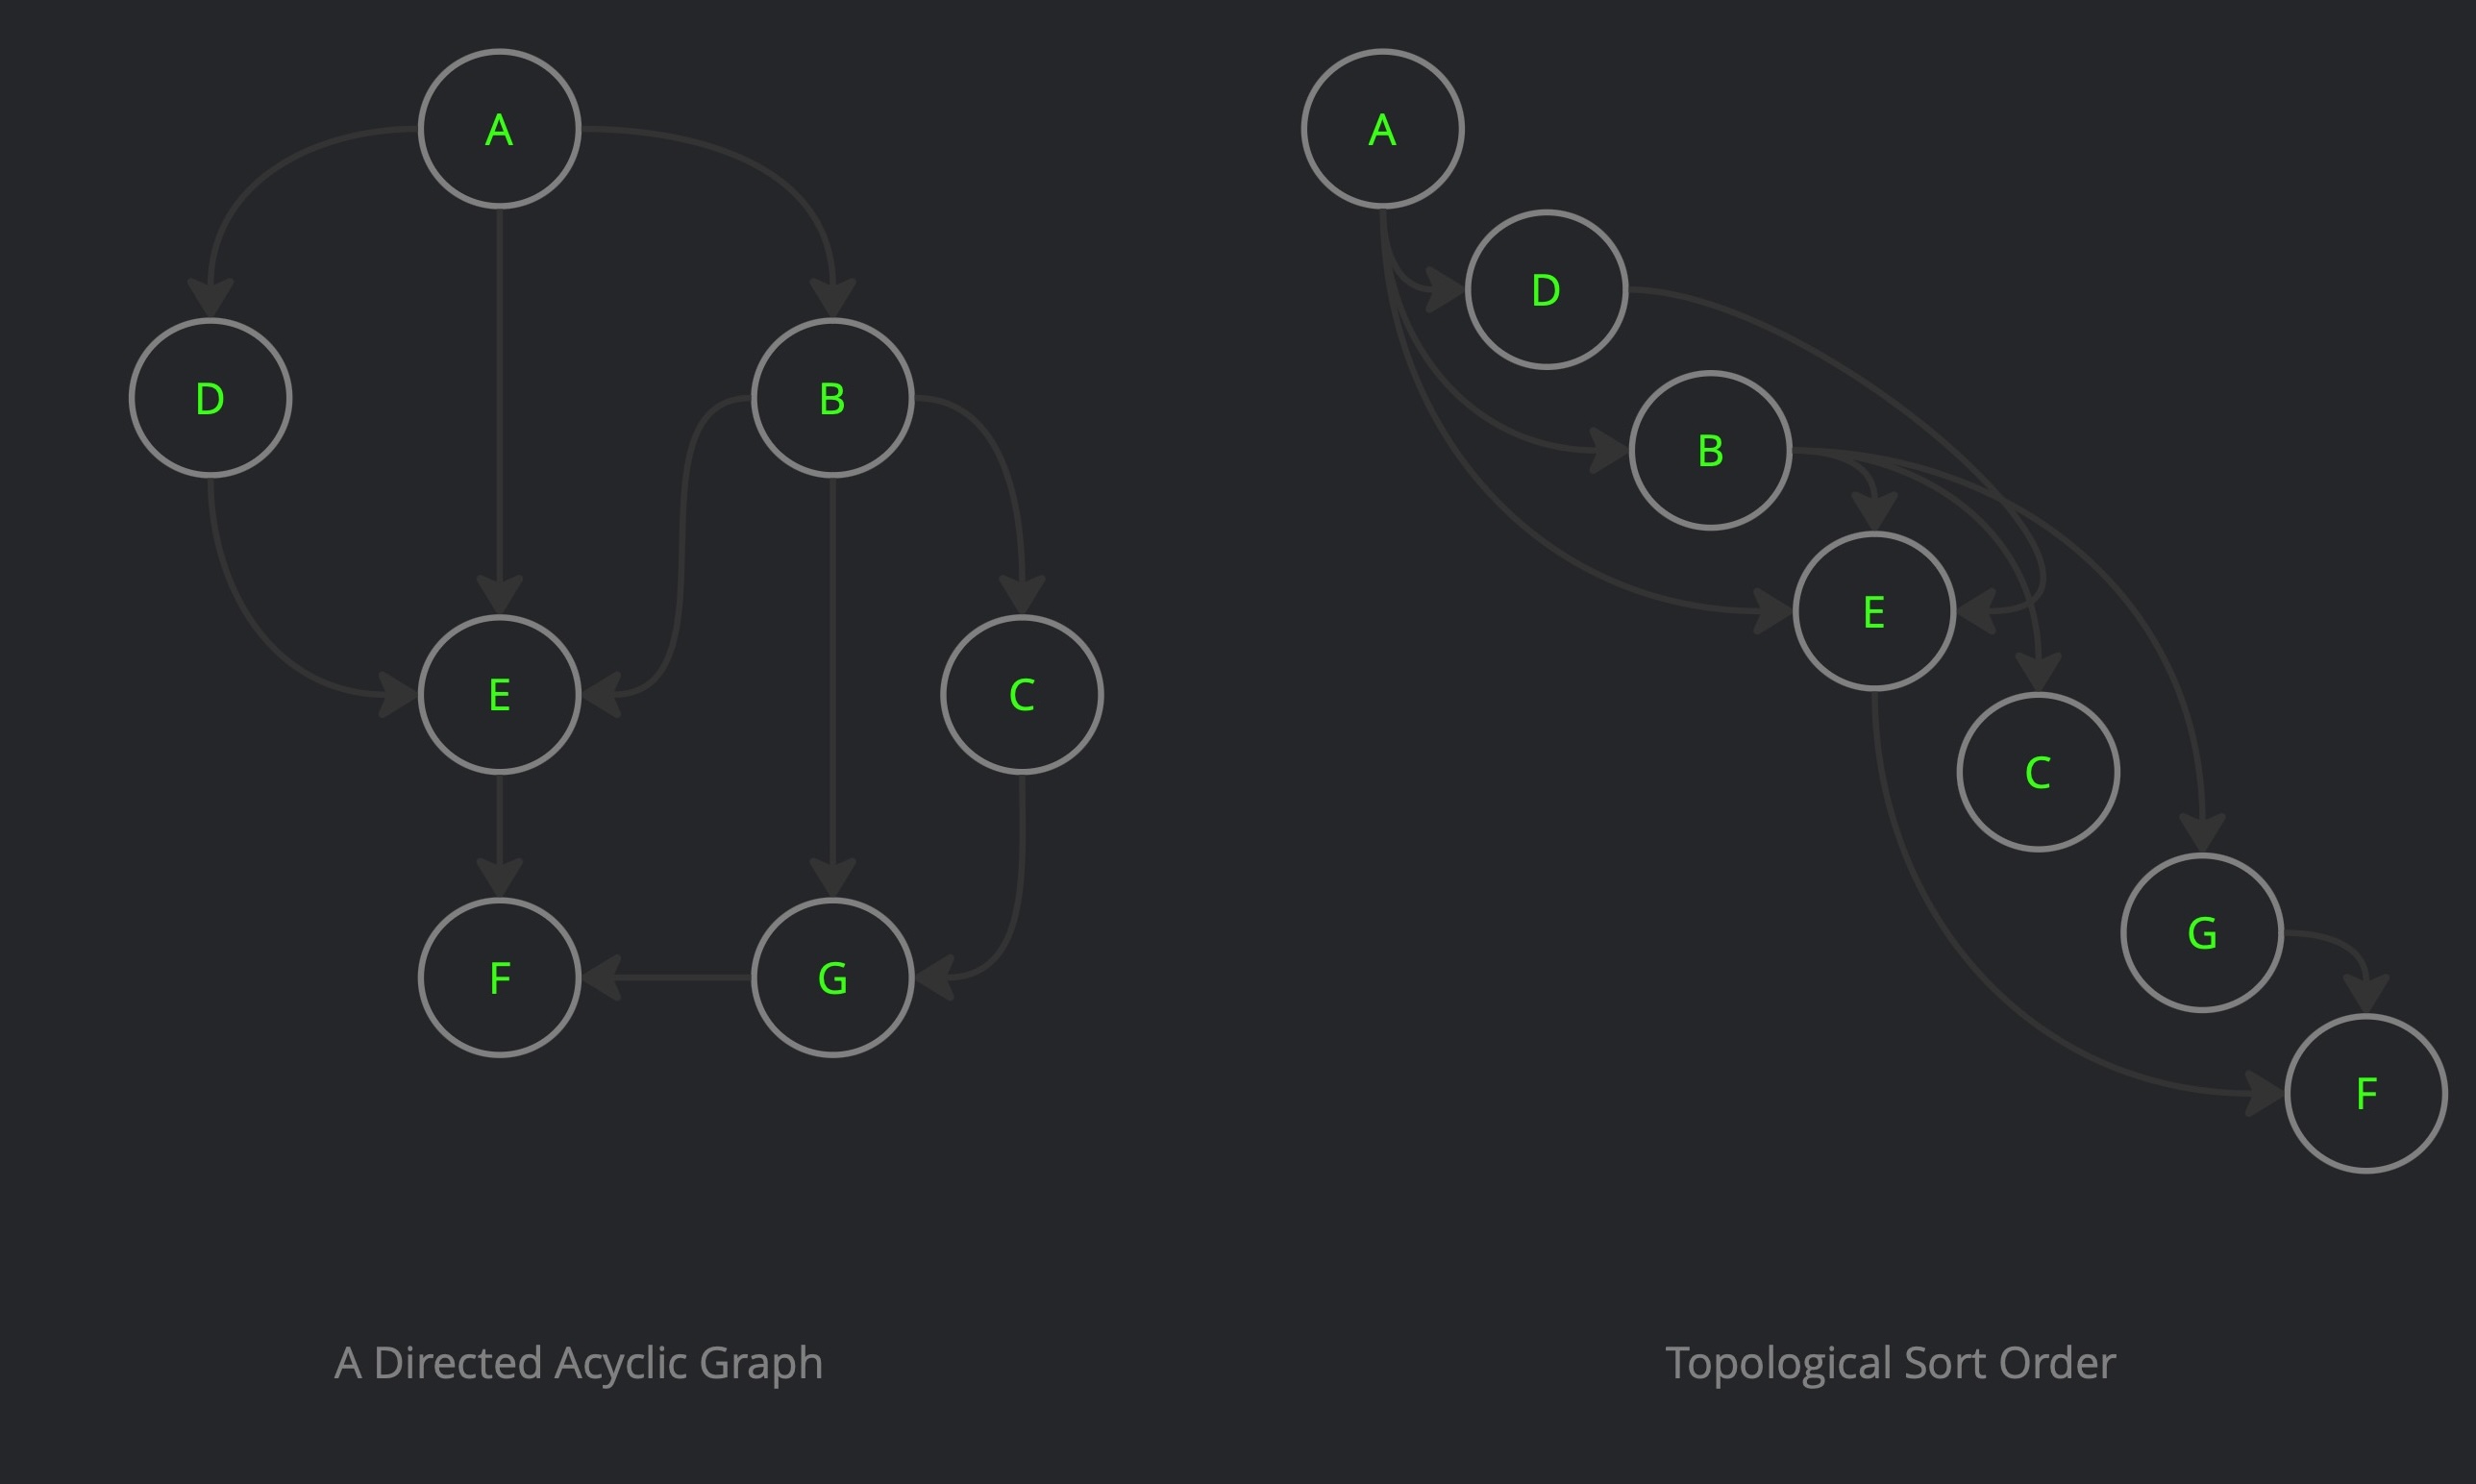 A
D
B
E
C
F
G
A Directed Acyclic Graph
A
D
B
E
C
G
F
Topological Sort Order